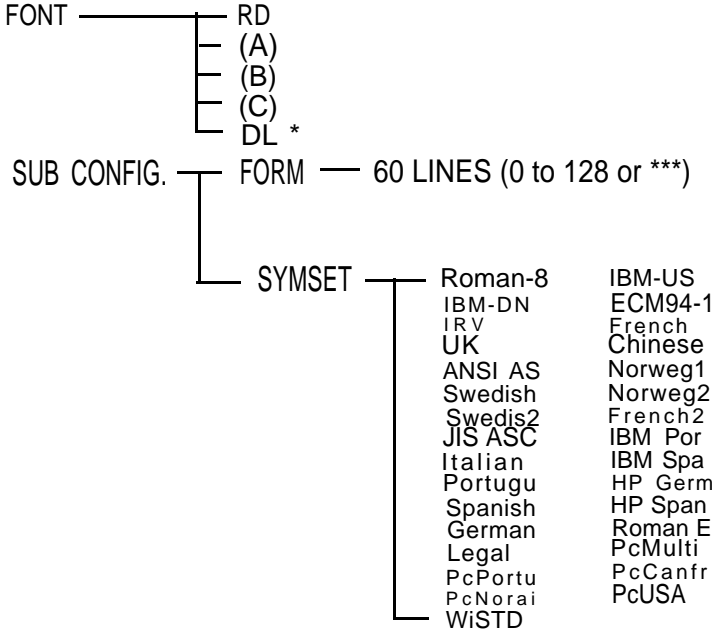 FONT RD
(A)
(B)
(C)
DL *
SUB CONFIG. FORM 60 LINES (0 to 128 or ***)
SYMSET Roman-8 IBM-US
IBM-DN ECM94-1
IRV French
UK Chinese
ANSI AS Norweg1
Swedish Norweg2
Swedis2 French2
JIS ASC IBM Por
Italian IBM Spa
Portugu HP Germ
Spanish HP Span
German Roman E
Legal PcMulti
PcPortu PcCanfr
PcNorai PcUSA
WiSTD